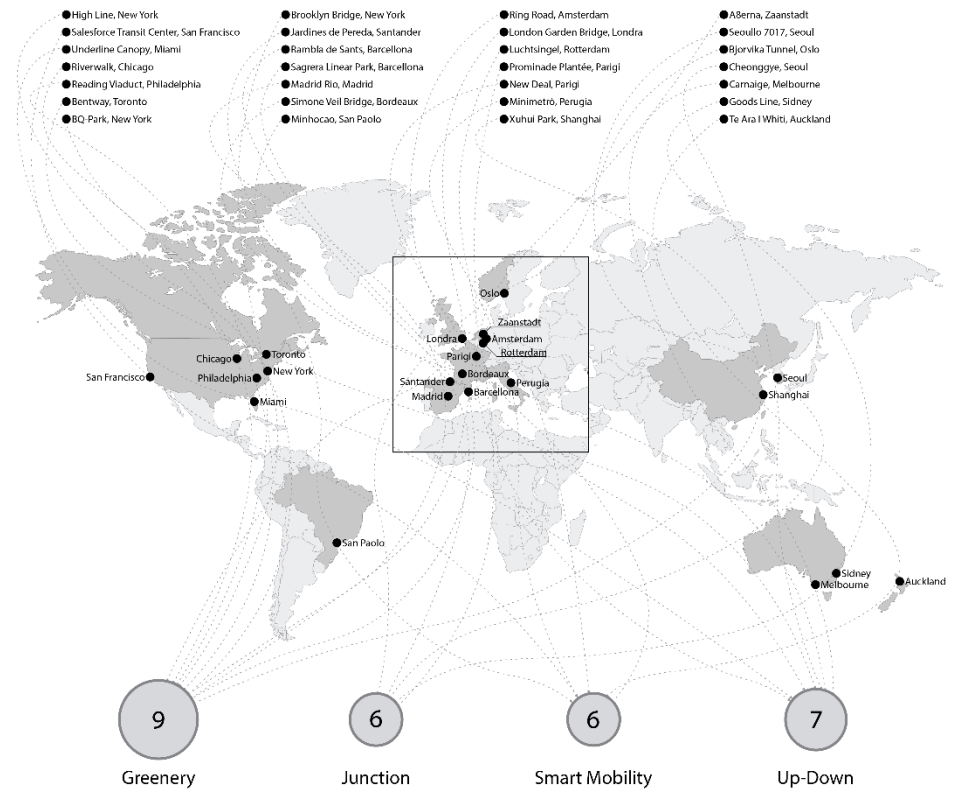 High Line, New York
Salesforce Transit Center, San Francisco
Underline Canopy, Miami
Riverwalk, Chicago
Reading Viaduct, Philadelphia
Bentway, Toronto
BQ-Park, New York
Brooklyn Bridge, New York
Jardines de Pereda, Santander
Rambla de Sants, Barcellona
Sagrera Linear Park, Barcellona
Madrid Rio, Madrid
Simone Veil Bridge, Bordeaux
Minhocao, San Paolo
Ring Road, Amsterdam
London Garden Bridge, Londra
Luchtsingel, Rotterdam
Prominade Plantée, Parigi
New Deal, Parigi
Minimetrò, Perugia
Xuhui Park, Shanghai
A8erna, Zaanstadt
Seoullo 7017, Seoul
Bjorvika Tunnel, Oslo
Cheonggye, Seoul
Carnaige, Melbourne
Goods Line, Sidney
Te Ara I Whiti, Auckland
Oslo
Zaanstadt
Londra
Amsterdam
Rotterdam
Parigi
Toronto
Chicago
New York
San Francisco
Philadelphia
Bordeaux
Santander
Perugia
Barcellona
Madrid
Miami
Seoul
Shanghai
San Paolo
Sidney
Melbourne
Auckland
9
6
6
7
Greenery
Junction
Smart Mobility
Up-Down